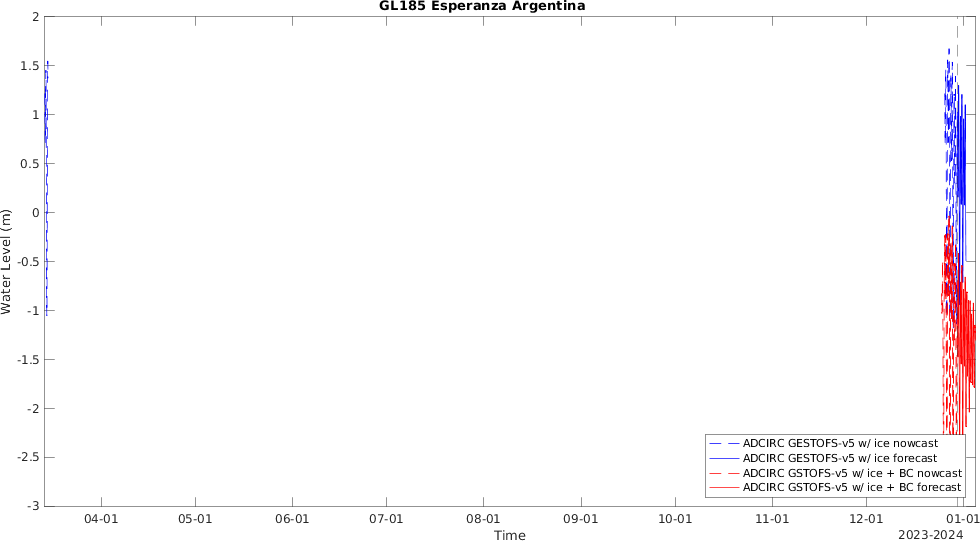 GL185 Esperanza Argentina
2
1.5
1
0.5
0
-0.5
-1
-1.5
-2
-2.5
-3
Water Level (m)
ADCIRC GESTOFS-v5 w/ ice nowcast
ADCIRC GESTOFS-v5 w/ ice forecast
ADCIRC GSTOFS-v5 w/ ice + BC nowcast
ADCIRC GSTOFS-v5 w/ ice + BC forecast
04-01 05-01 06-01 07-01 08-01 09-01 10-01 11-01 12-01 01-01
Time
2023-2024